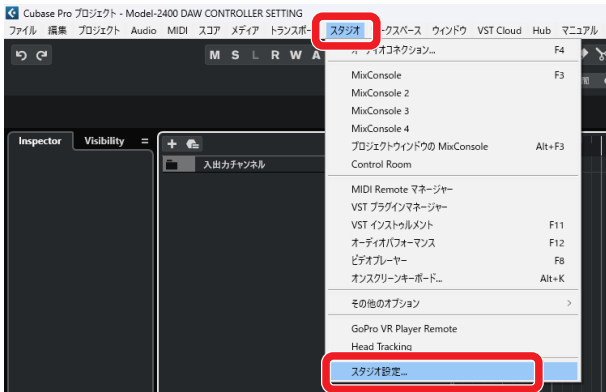 Cubase Pro プロジェクト - Model-2400 DAW CONTROLLER SETTING
ファイル 編集 プロジェクト Audio MIDI スコア メディア トランスポー スタジオ ークスペース ウィンドウ VST Cloud Hub マニュアル
M S L R W A
オーディオコネクション... F4
MixConsole F3
MixConsole 2
MixConsole 3
MixConsole 4
プロジェクトウィンドウの MixConsole Alt+F3
Control Room
Inspector Visibility
入出力チャンネル
MIDI Remote マネージャー
VST プラグインマネージャー
VST インストゥルメント F11
オーディオパフォーマンス F12
ビデオプレーヤー F8
オンスクリーンキーボード... Alt+K
その他のオプション
GoPro VR Player Remote
Head Tracking
スタジオ設定...